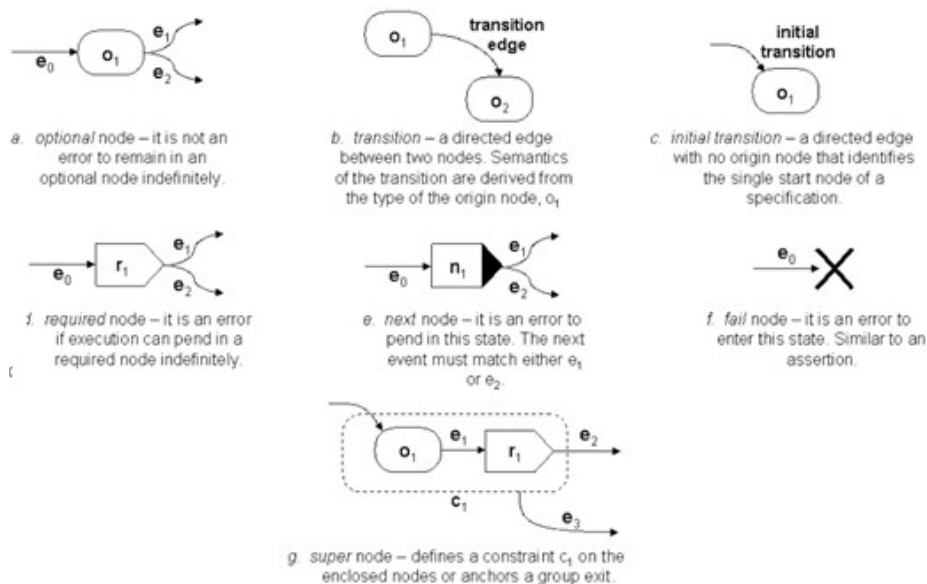 e₀ o₁ e₁
e₂
o₁ transition
edge
o₂
initial
transition
o₁
a. optional node – it is not an
error to remain in an
optional node indefinitely.
b. transition – a directed edge
between two nodes. Semantics
of the transition are derived from
the type of the origin node, o₁
c. initial transition – a directed edge
with no origin node that identifies
the single start node of a
specification.
e₀ r₁ e₁
e₂
e₀ n₁ e₁
e₂
e₀
required node – it is an error
if execution can pend in a
required node indefinitely.
e. next node – it is an error to
pend in this state. The next
event must match either e₁
or e₂.
f. fail node – it is an error to
enter this state. Similar to an
assertion.
o₁ e₁ r₁ e₂
c₁
e₃
g. super node – defines a constraint c₁ on the
enclosed nodes or anchors a group exit.